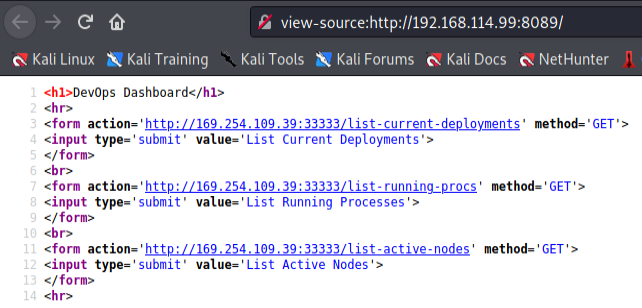 view-source:http://192.168.114.99:8089/
Kali Linux Kali Training Kali Tools Kali Forums Kali Docs NetHunter
1 <h1>DevOps Dashboard</h1>
2 <hr>
3 <form action='http://169.254.109.39:33333/list-current-deployments' method='GET'>
4 <input type='submit' value='List Current Deployments'>
5 </form>
6 <br>
7 <form action='http://169.254.109.39:33333/list-running-procs' method='GET'>
8 <input type='submit' value='List Running Processes'>
9 </form>
10 <br>
11 <form action='http://169.254.109.39:33333/list-active-nodes' method='GET'>
12 <input type='submit' value='List Active Nodes'>
13 </form>
14 <hr>